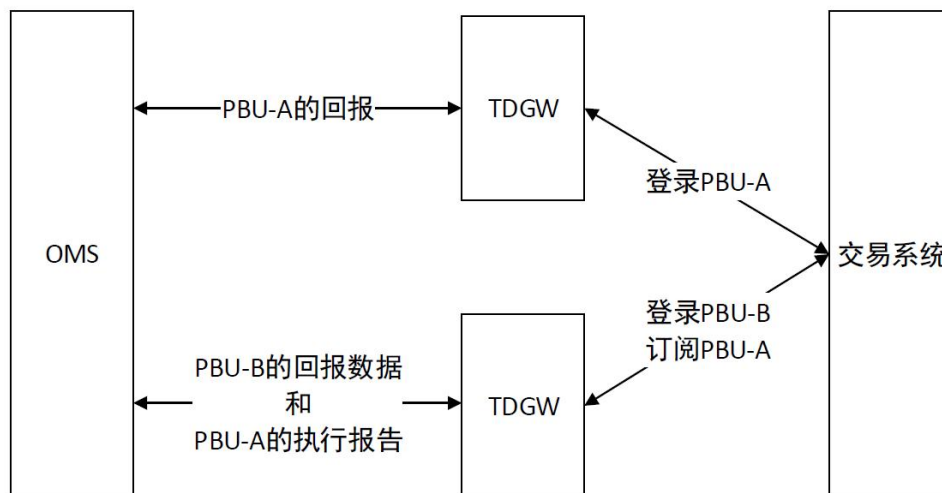 PBU-A的回报
TDGW
登录PBU-A
OMS
交易系统
登录PBU-B
订阅PBU-A
PBU-B的回报数据
和
PBU-A的执行报告
TDGW